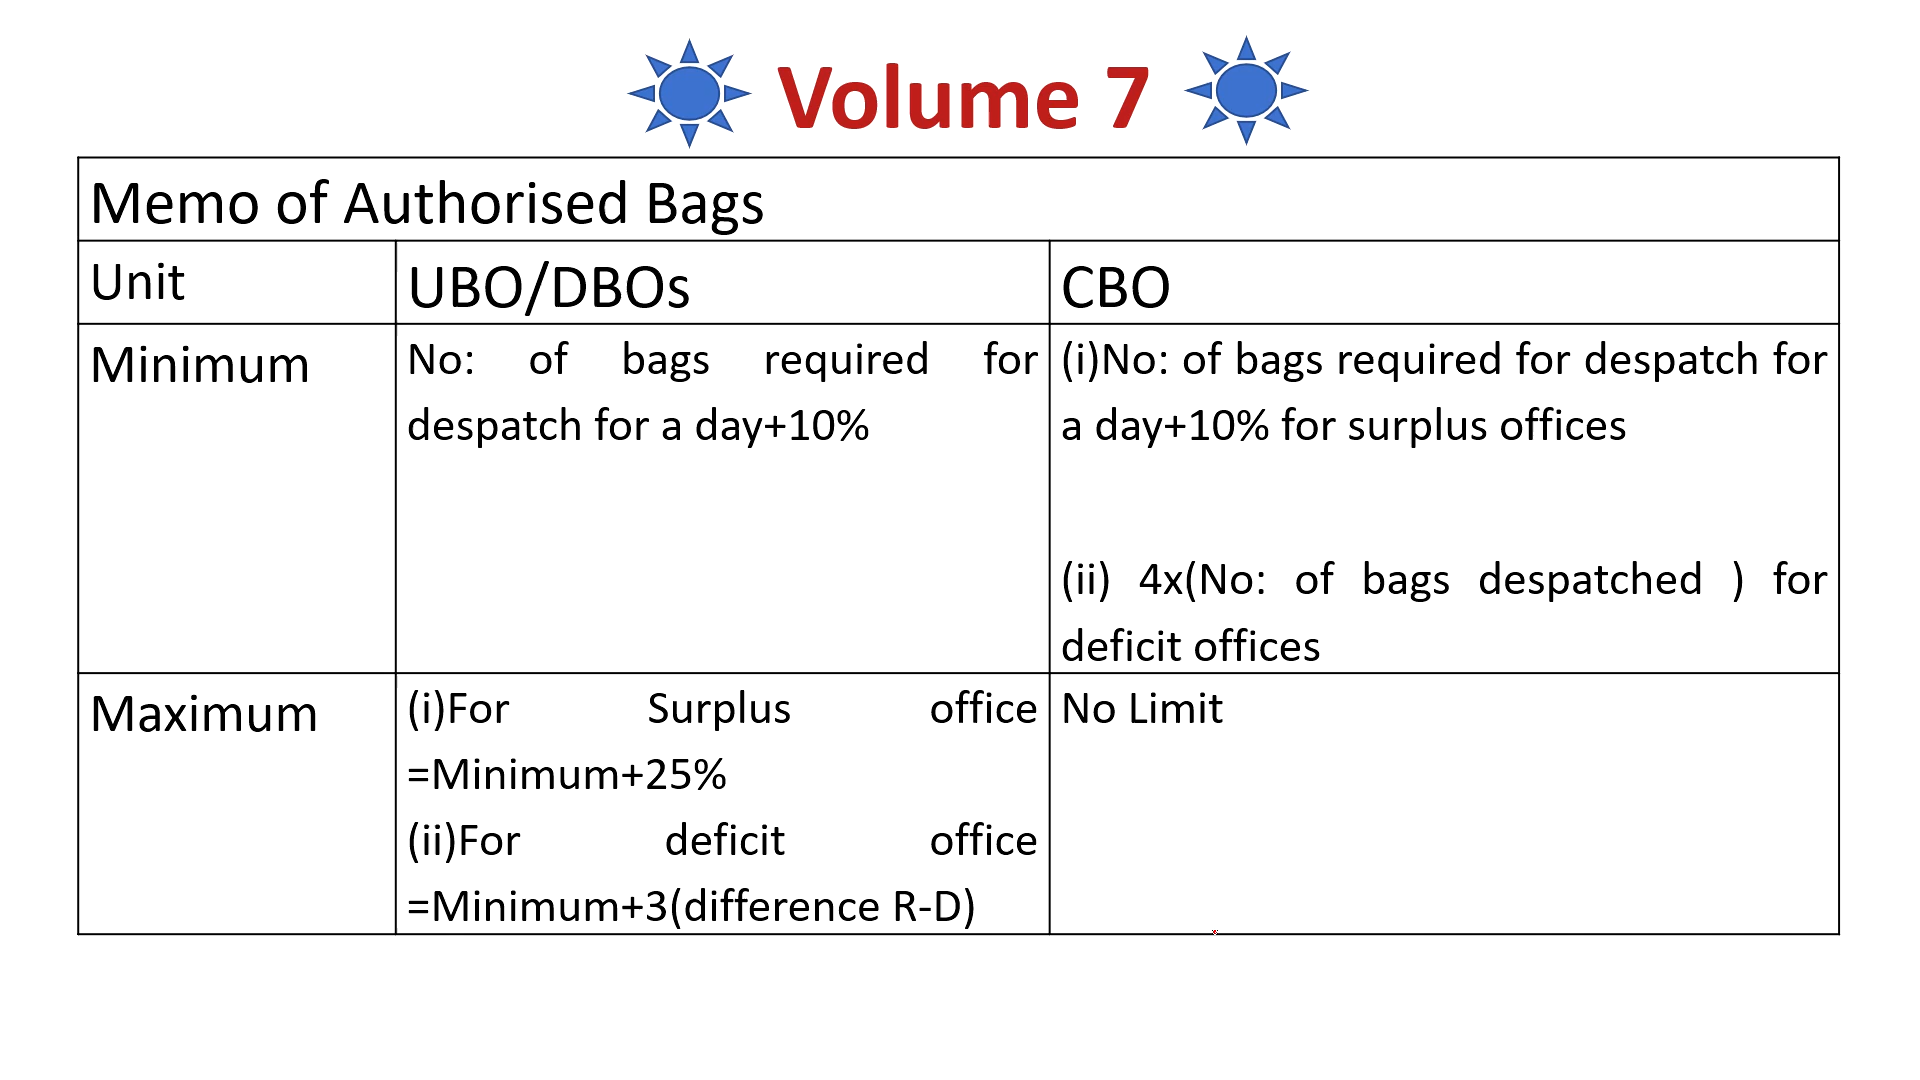 Volume 7
Memo of Authorised Bags
Unit
UBO/DBOs
CBO
Minimum
No: of bags required for
despatch for a day+10%
(i)No: of bags required for despatch for
a day+10% for surplus offices
(ii) 4x(No: of bags despatched ) for
deficit offices
Maximum
(i)For Surplus office
=Minimum+25%
(ii)For deficit office
=Minimum+3(difference R-D)
No Limit